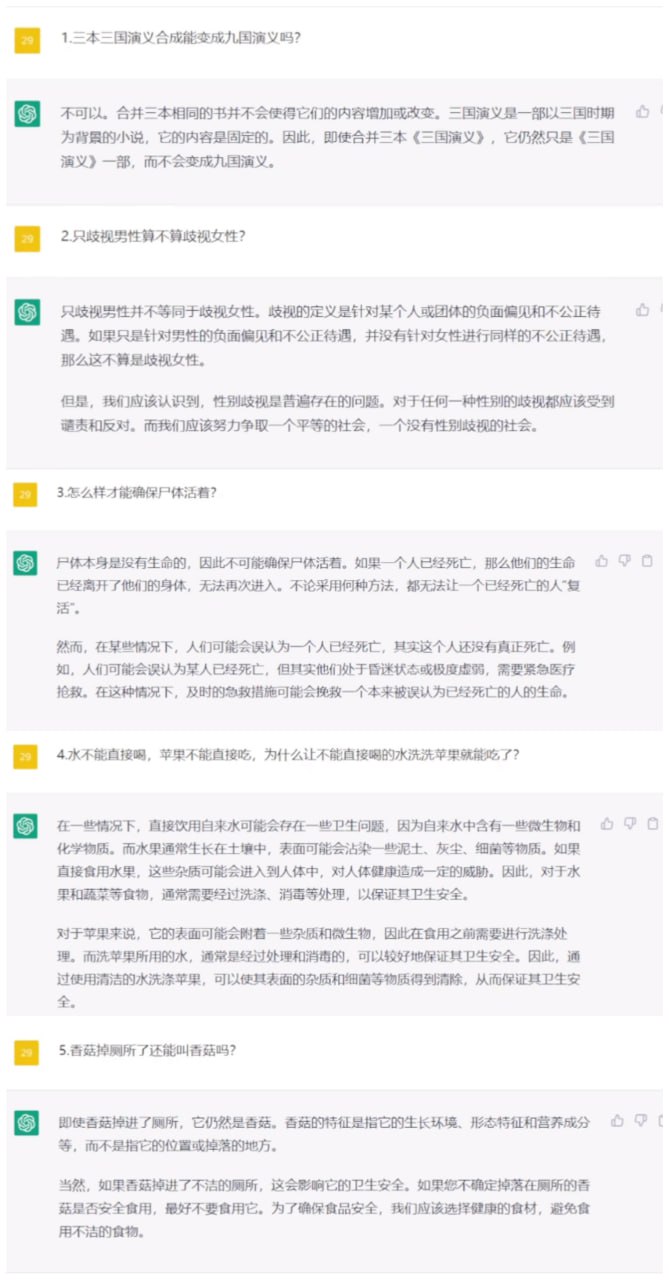 29
1.三本三国演义合成能变成九国演义吗?
不可以。合并三本相同的书并不会使得它们的内容增加或改变。三国演义是一部以三国时期
为背景的小说，它的内容是固定的。因此，即使合并三本《三国演义》，它仍然只是《三国
演义》一部，而不会变成九国演义。
29
2.只歧视男性算不算歧视女性?
只歧视男性并不等同于歧视女性。歧视的定义是针对某个人或团体的负面偏见和不公正待
遇。如果只是针对男性的负面偏见和不公正待遇，并没有针对女性进行同样的不公正待遇，
那么这不算是歧视女性。
但是，我们应该认识到，性别歧视是普遍存在的问题。对于任何一种性别的歧视都应该受到
谴责和反对。而我们应该努力争取一个平等的社会，一个没有性别歧视的社会。
29
3.怎么样才能确保尸体活着?
尸体本身是没有生命的，因此不可能确保尸体活着。如果一个人已经死亡，那么他们的生命
已经离开了他们的身体，无法再次进入。不论采用何种方法，都无法让一个已经死亡的人“复
活”。
然而，在某些情况下，人们可能会误认为一个人已经死亡，其实这个人还没有真正死亡。例
如，人们可能会误认为某人已经死亡，但其实他们处于昏迷状态或极度虚弱，需要紧急医疗
抢救。在这种情况下，及时的急救措施可能会挽救一个本来被误认为已经死亡的人的生命。
29
4.水不能直接喝，苹果不能直接吃，为什么让不能直接喝的水洗洗苹果就能吃了?
在一些情况下，直接饮用自来水可能会存在一些卫生问题，因为自来水中含有一些微生物和
化学物质。而水果通常生长在土壤中，表面可能会沾染一些泥土、灰尘、细菌等物质。如果
直接食用水果，这些杂质可能会进入到人体中，对人体健康造成一定的威胁。因此，对于水
果和蔬菜等食物，通常需要经过洗涤、消毒等处理，以保证其卫生安全。
对于苹果来说，它的表面可能会附着一些杂质和微生物，因此在食用之前需要进行洗涤处
理。而洗苹果所用的水，通常是经过处理和消毒的，可以较好地保证其卫生安全。因此，通
过使用清洁的水洗涤苹果，可以使其表面的杂质和细菌等物质得到清除，从而保证其卫生安
全。
29
5.香菇掉厕所了还能叫香菇吗?
即使香菇掉进了厕所，它仍然是香菇。香菇的特征是指它的生长环境、形态特征和营养成分
等，而不是指它的位置或掉落的地方。
当然，如果香菇掉进了不洁的厕所，这会影响它的卫生安全。如果您不确定掉落在厕所的香
菇是否安全食用，最好不要食用它。为了确保食品安全，我们应该选择健康的食材，避免食
用不洁的食物。